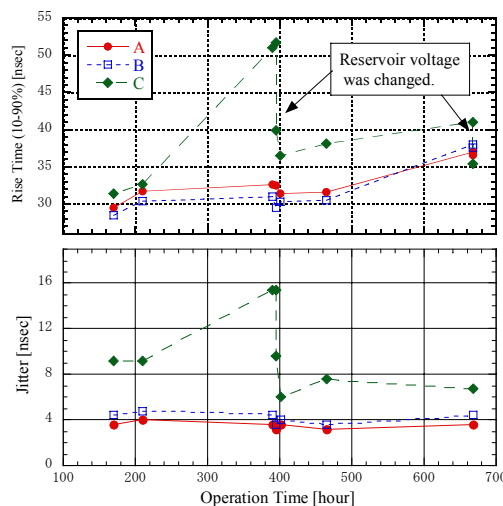 55
50
45
40
35
30
Rise Time (10-90%) [nsec]
A
B
C
Reservoir voltage
was changed.
16
12
8
4
0
Jitter [nsec]
100 200 300 400 500 600 700
Operation Time [hour]